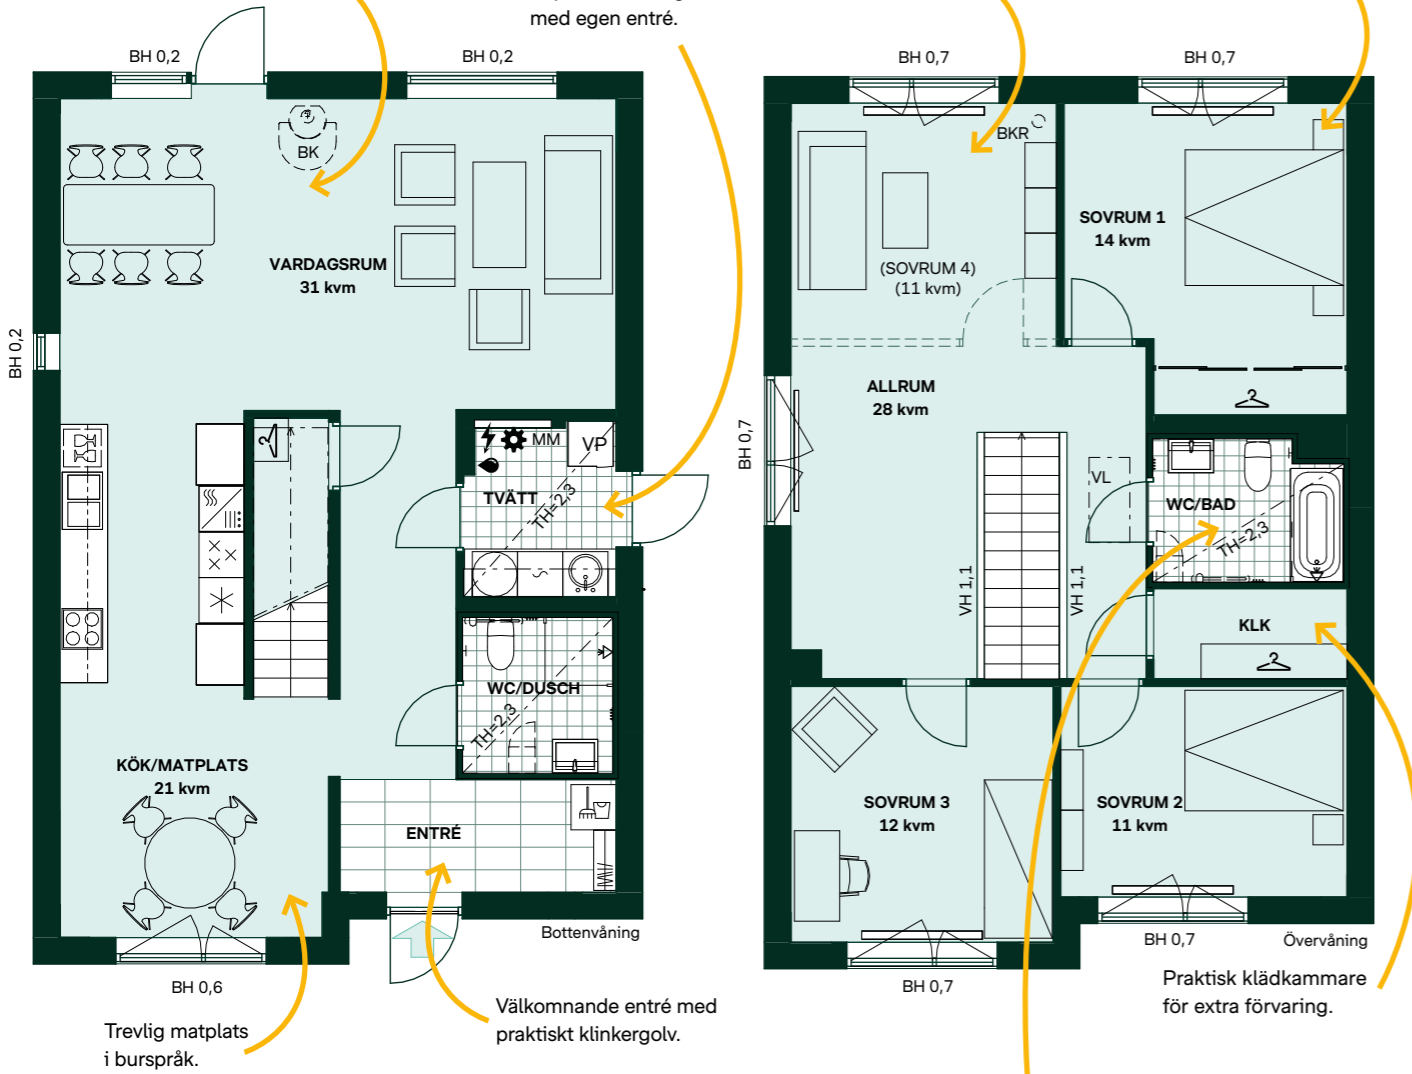 med egen entré.
BH 0,2
BH 0,2
BK
VARDAGSRUM
31 kvm
BH 0,2
MM
VP
TVÄTT
TH=2,3
WC/DUSCH
TH=2,3
KÖK/MATPLATS
21 kvm
ENTRÉ
Bottenvåning
BH 0,6
Trevlig matplats
i burspråk.
Välkomnande entré med
praktiskt klinkergolv.
BH 0,7
BH 0,7
BKR
SOVRUM 1
14 kvm
(SOVRUM 4)
(11 kvm)
ALLRUM
28 kvm
BH 0,7
VL
WC/BAD
TH=2,3
VH 1,1
VH 1,1
KLK
SOVRUM 3
12 kvm
SOVRUM 2
11 kvm
BH 0,7
BH 0,7
Övervåning
Praktisk klädkammare
för extra förvaring.